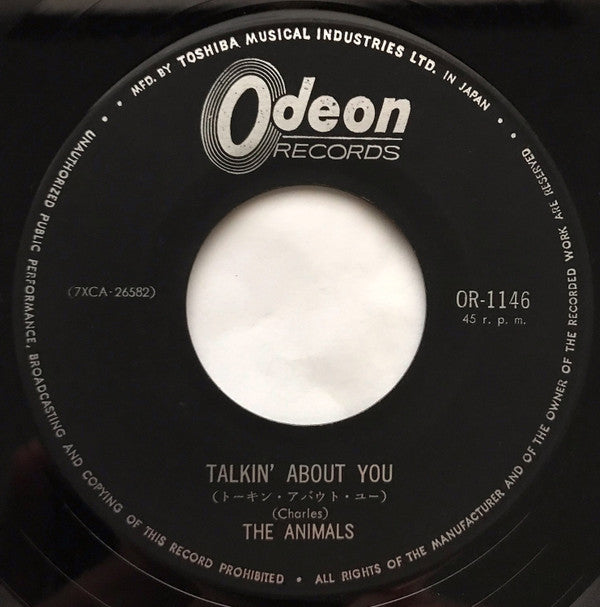 • MFD. BY TOSHIBA MUSICAL INDUSTRIES LTD. IN JAPAN •
Odeon
RECORDS
(7XCA-26582)
OR-1146
45 r. p. m.
TALKIN' ABOUT YOU
(トーキン・アバウト・ユー)
(Charles)
THE ANIMALS
• UNAUTHORIZED PUBLIC PERFORMANCE, BROADCASTING AND COPYING OF THIS RECORD PROHIBITED • ALL RIGHTS OF THE MANUFACTURER AND OF THE OWNER OF THE RECORDED WORK ARE RESERVED •